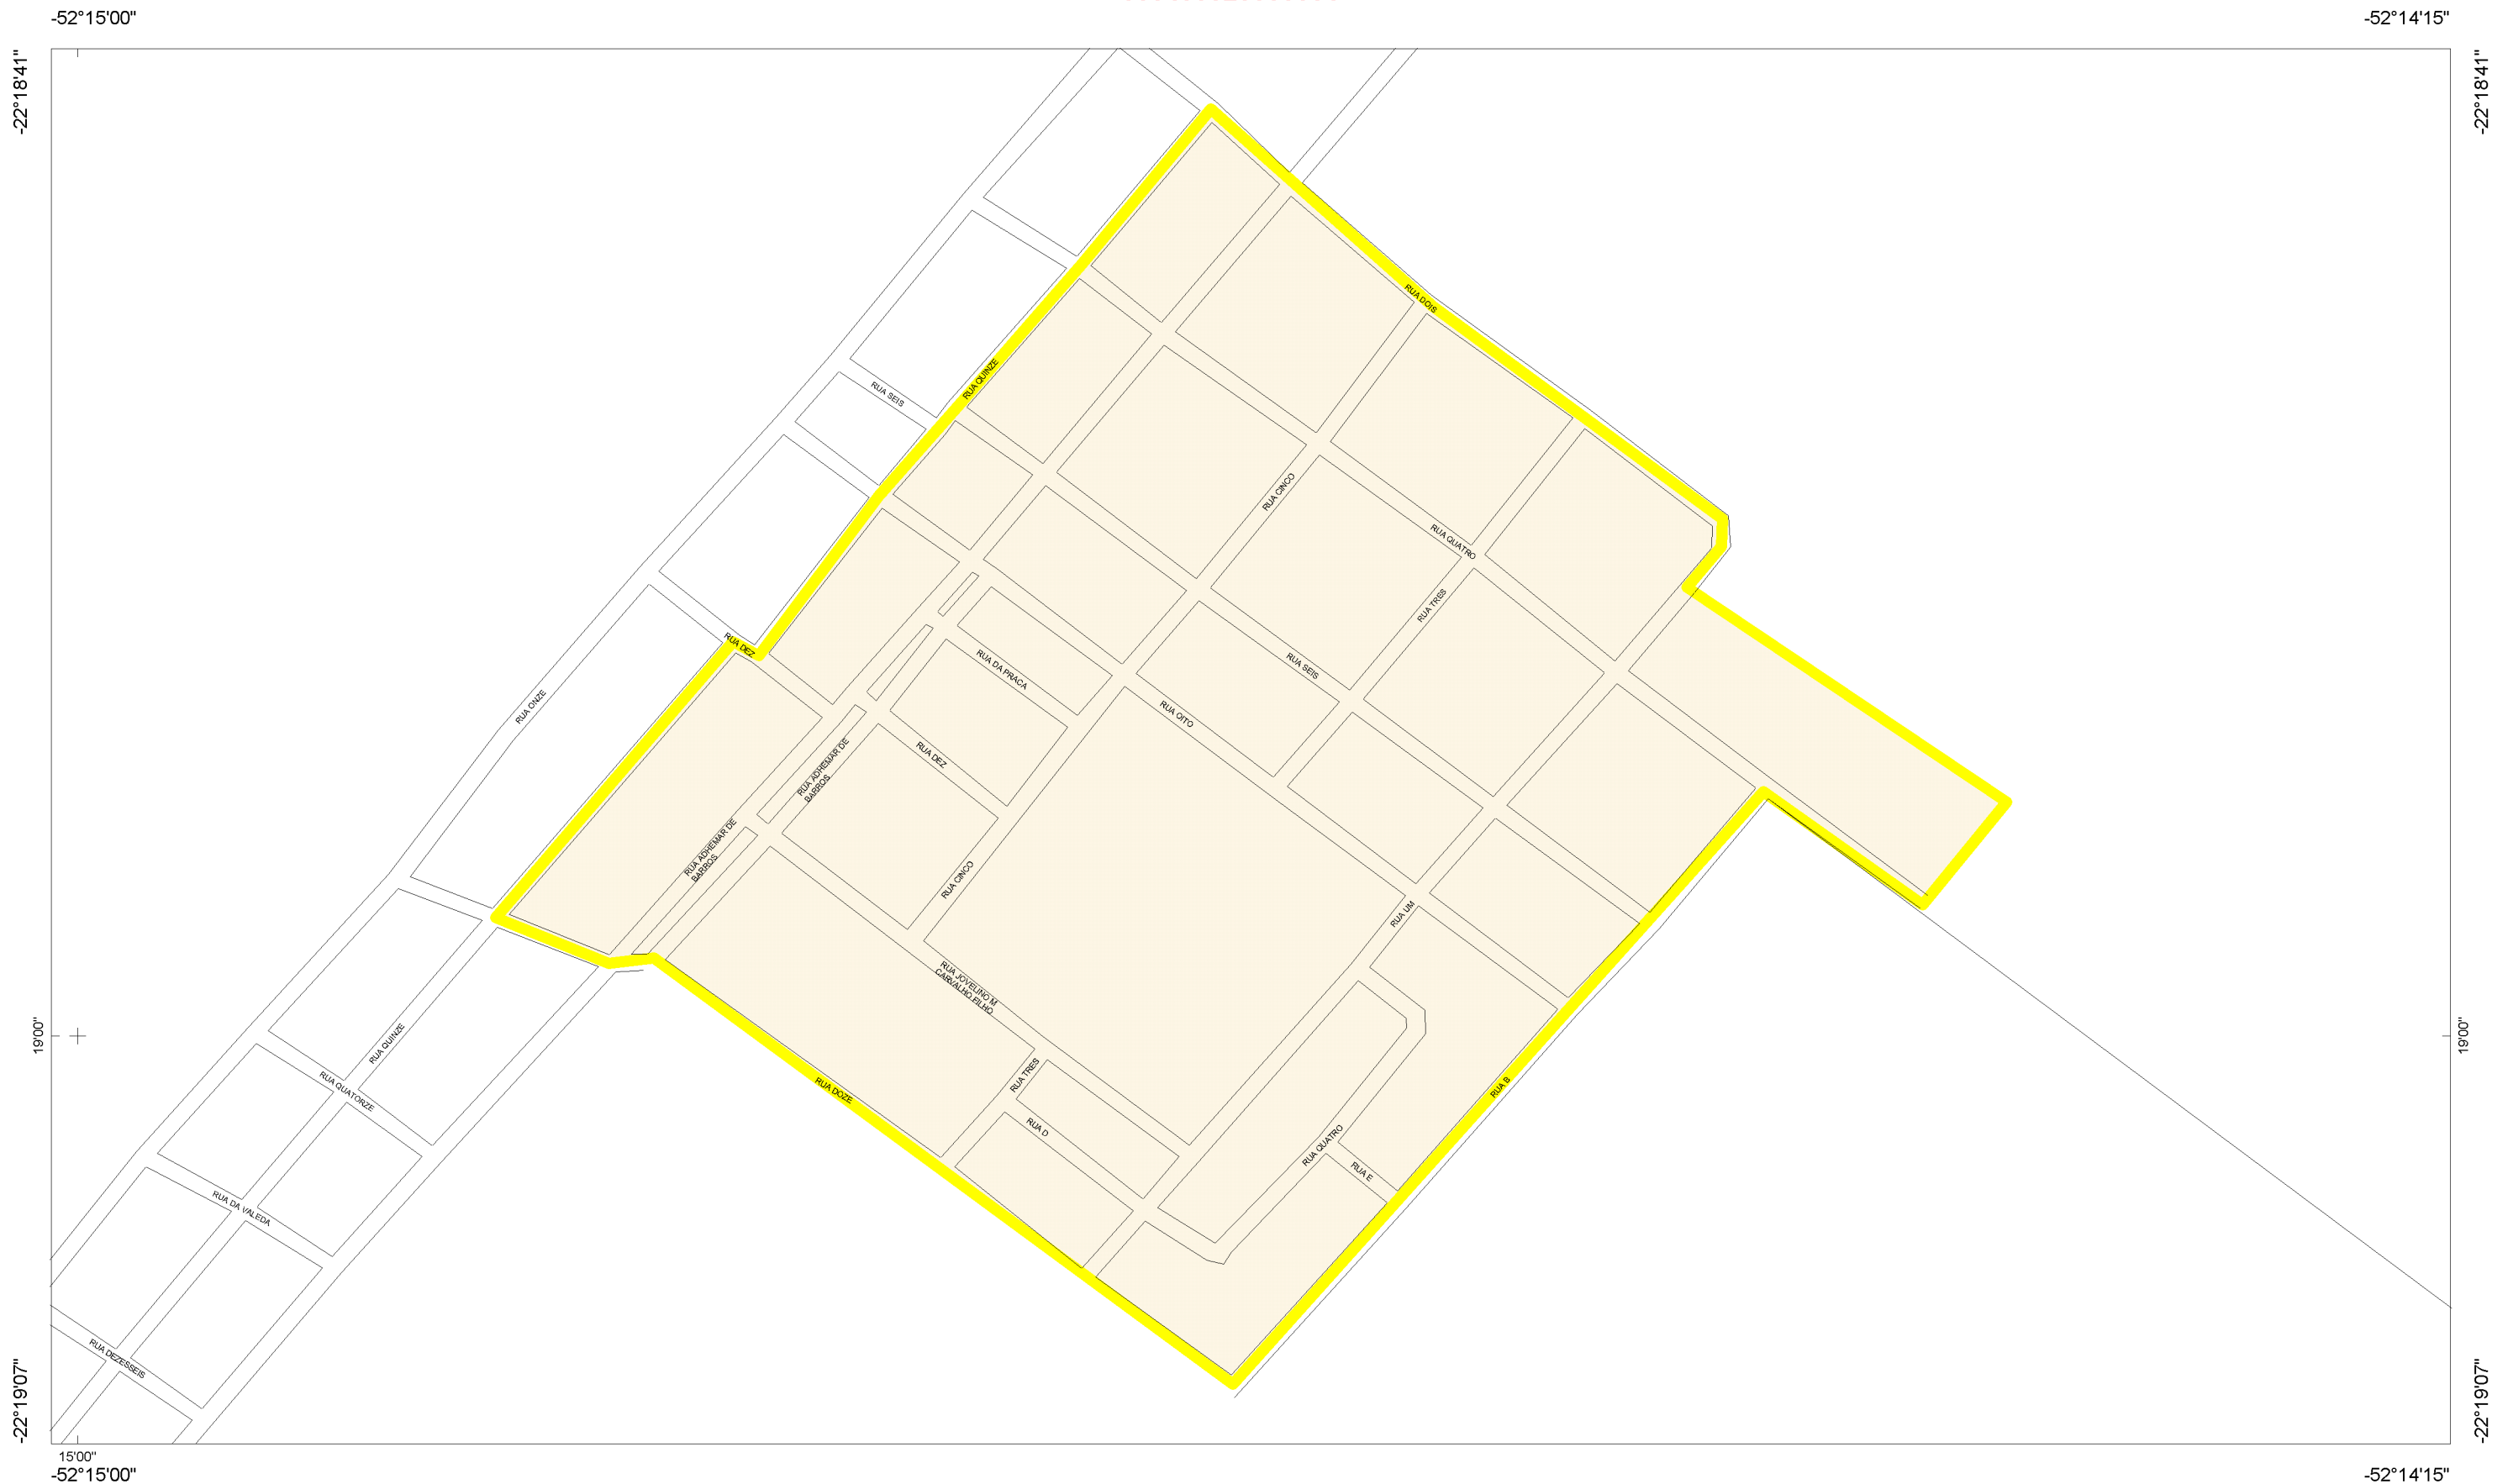 -52°15'00"
-52°14'15"
-22°18'41"
-22°18'41"
RUA DOIS
RUA QUINZE
RUA SEIS
RUA CINCO
RUA QUATRO
RUA TRES
RUA DEZ
RUA DA PRACA
RUA SEIS
RUA ONZE
RUA OITO
RUA DEZ
RUA ADHEMAR DE
BARROS
RUA ADHEMAR DE
BARROS
RUA CINCO
RUA UM
RUA JOVELINO M
CARVALHO FILHO
19'00"
19'00"
RUA QUINZE
RUA TRES
RUA B
RUA QUATORZE
RUA DOZE
RUA D
RUA QUATRO
RUA E
RUA DA VALEDA
RUA DEZESSEIS
-22°19'07"
-22°19'07"
15'00"
-52°15'00"
-52°14'15"